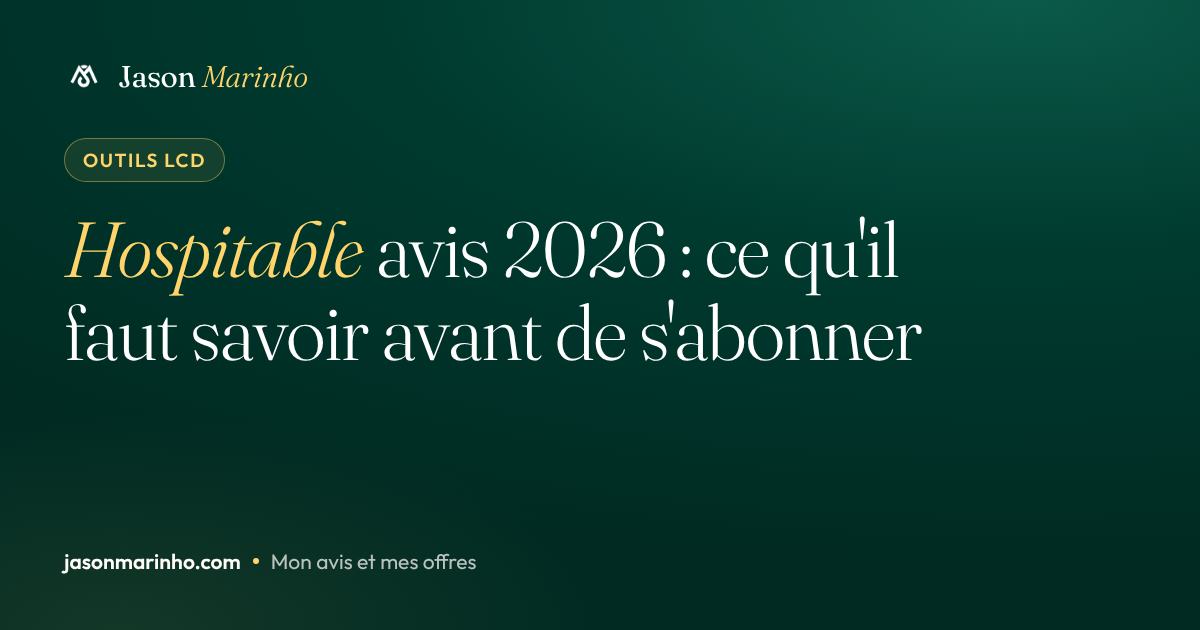 Jason Marinho
OUTILS LCD
Hospitable avis 2026 : ce qu'il
faut savoir avant de s'abonner
jasonmarinho.com • Mon avis et mes offres